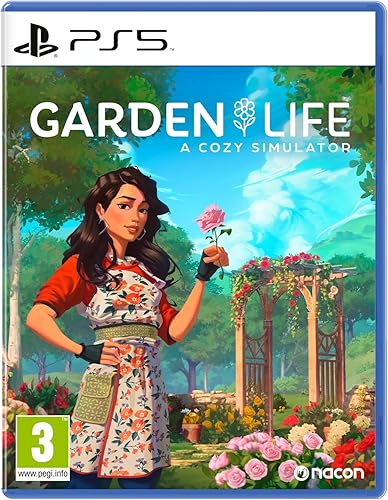 PS5
GARDEN LIFE
A COZY SIMULATOR
3
www.pegi.info
nacon